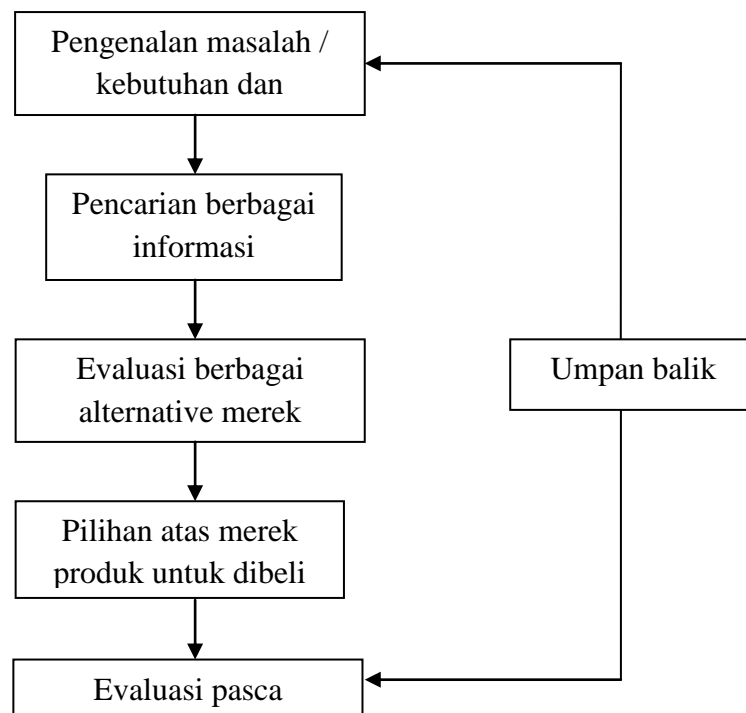 Pengenalan masalah /
kebutuhan dan
Pencarian berbagai
informasi
Evaluasi berbagai
alternative merek
Umpan balik
Pilihan atas merek
produk untuk dibeli
Evaluasi pasca